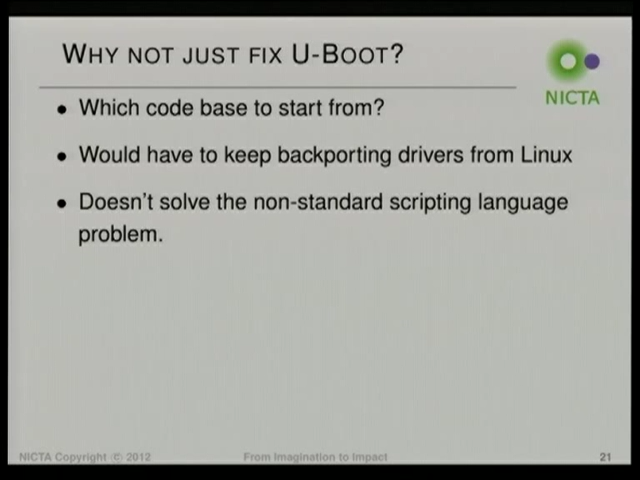 WHY NOT JUST FIX U-BOOT?
NICTA
• Which code base to start from?
• Would have to keep backporting drivers from Linux
• Doesn't solve the non-standard scripting language
problem.
NICTA Copyright © 2012
From Imagination to Impact
21